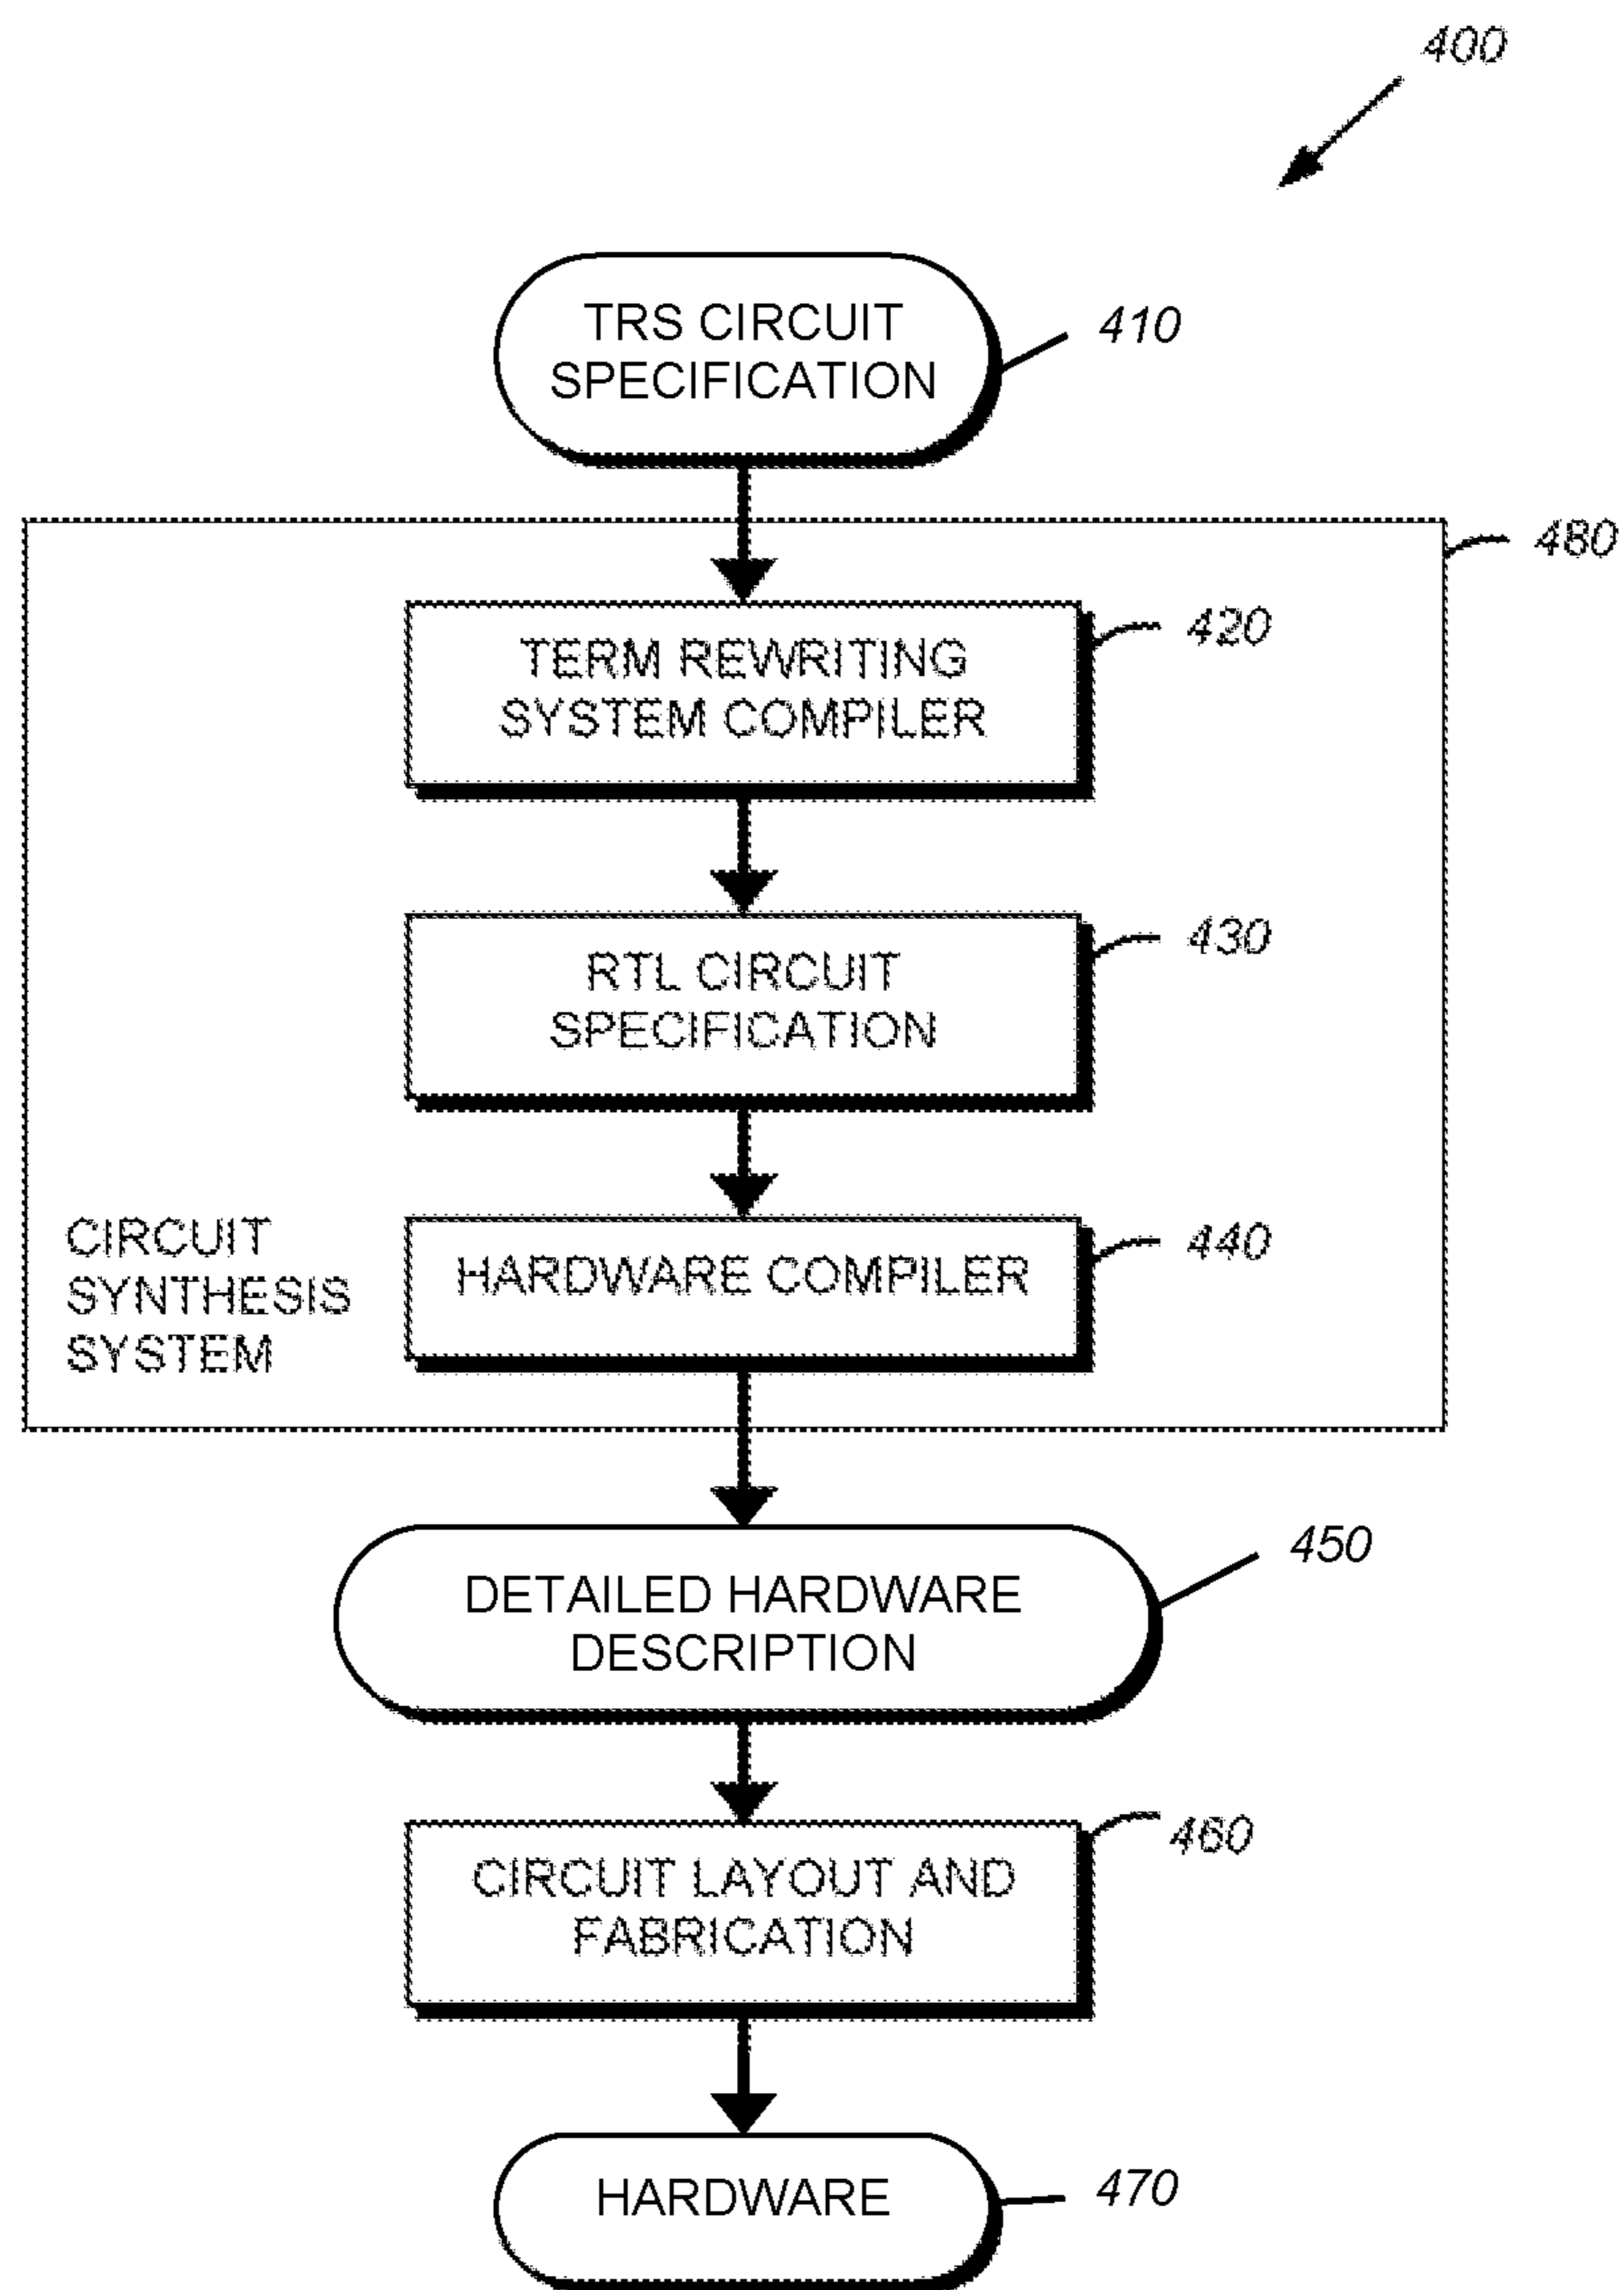 400
TRS CIRCUIT
SPECIFICATION
410
480
TERM REWRITING
SYSTEM COMPILER
420
RTL CIRCUIT
SPECIFICATION
430
CIRCUIT
SYNTHESIS
SYSTEM
HARDWARE COMPILER
440
DETAILED HARDWARE
DESCRIPTION
450
CIRCUIT LAYOUT AND
FABRICATION
460
HARDWARE
470